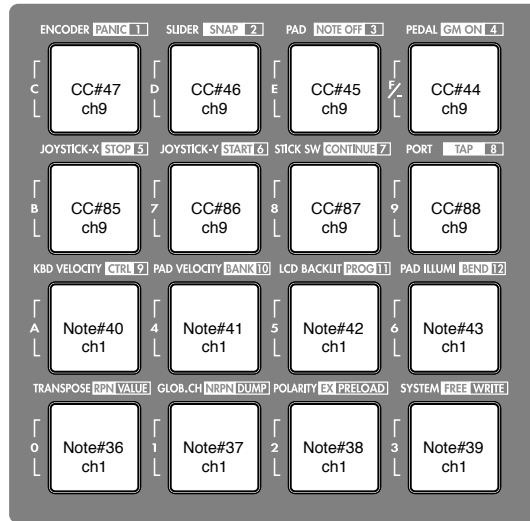 ENCODER PANIC 1 SLIDER SNAP 2 PAD NOTE OFF 3 PEDAL GM ON 4
C CC#47 D CC#46 E CC#45 F/- CC#44
ch9 ch9 ch9 ch9
JOYSTICK-X STOP 5 JOYSTICK-Y START 6 STICK SW CONTINUE 7 PORT TAP 8
B CC#85 7 CC#86 8 CC#87 9 CC#88
ch9 ch9 ch9 ch9
KBD VELOCITY CTRL 9 PAD VELOCITY BANK 10 LCD BACKLIT PROG 11 PAD ILLUMI BEND 12
A Note#40 4 Note#41 5 Note#42 6 Note#43
ch1 ch1 ch1 ch1
TRANSPOSE RPN VALUE GLOB.CH NRPN DUMP POLARITY EX PRELOAD SYSTEM FREE WRITE
0 Note#36 1 Note#37 2 Note#38 3 Note#39
ch1 ch1 ch1 ch1